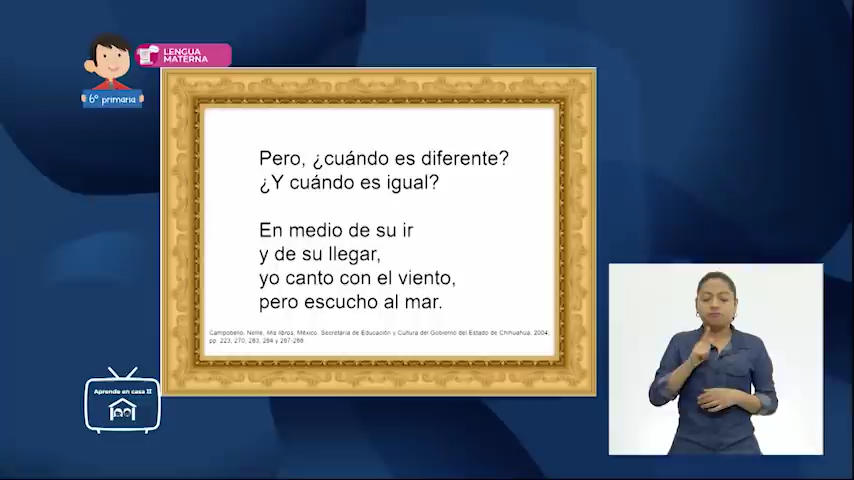 LENGUA
MATERNA
6º primaria
Pero, ¿cuándo es diferente?
¿Y cuándo es igual?
En medio de su ir
y de su llegar,
yo canto con el viento,
pero escucho al mar.
Campobello, Nellie, Mis libros, México, Secretaría de Educación y Cultura del Gobierno del Estado de Chihuahua, 2004,
pp. 223, 270, 283, 284 y 287-288.
Aprende en casa II